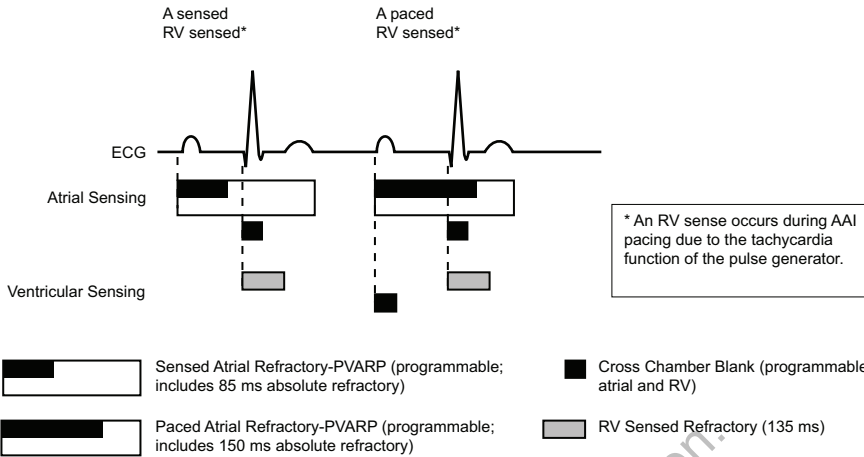 A sensed
RV sensed*
A paced
RV sensed*
ECG
Atrial Sensing
* An RV sense occurs during AAI
pacing due to the tachycardia
function of the pulse generator.
Ventricular Sensing
Sensed Atrial Refractory-PVARP (programmable;
includes 85 ms absolute refractory)
Cross Chamber Blank (programmable
atrial and RV)
Paced Atrial Refractory-PVARP (programmable;
includes 150 ms absolute refractory)
RV Sensed Refractory (135 ms)